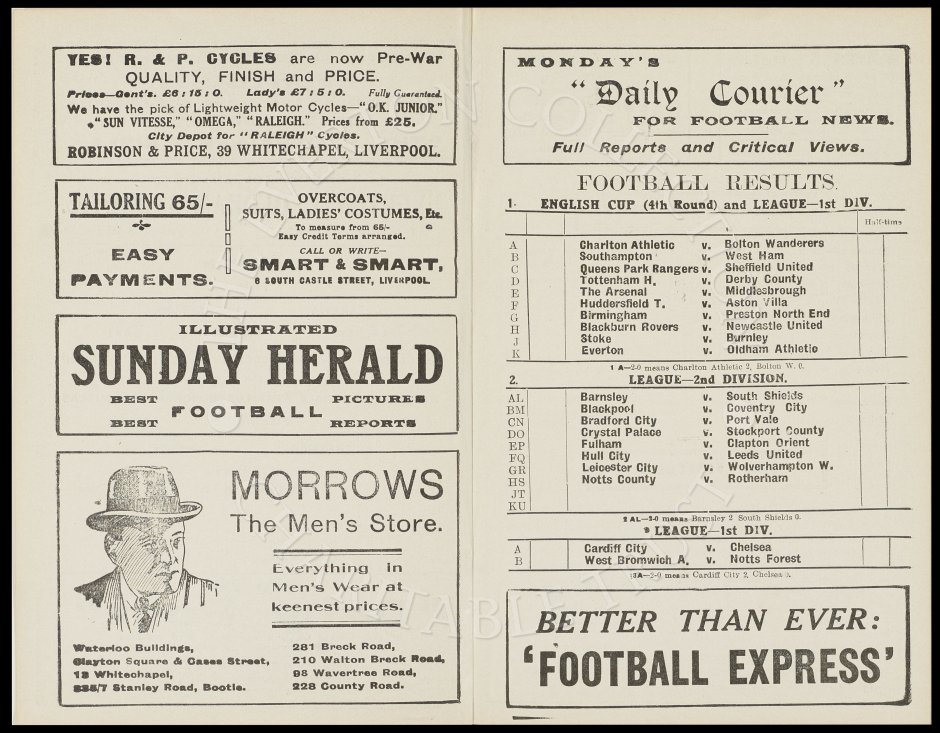 YES! R. & P. CYCLES are now Pre-War
QUALITY, FINISH and PRICE.
Prices—Gent's. £6:15:0. Lady's £7:5:0. Fully Guaranteed.
We have the pick of Lightweight Motor Cycles—"O.K. JUNIOR."
"SUN VITESSE," "OMEGA," "RALEIGH." Prices from £25.
City Depot for "RALEIGH" Cycles.
ROBINSON & PRICE, 39 WHITECHAPEL, LIVERPOOL.
TAILORING 65/-
EASY
PAYMENTS.
OVERCOATS,
SUITS, LADIES' COSTUMES, Etc.
To measure from 65/-
Easy Credit Terms arranged.
CALL OR WRITE—
SMART & SMART,
6 SOUTH CASTLE STREET, LIVERPOOL.
ILLUSTRATED
SUNDAY HERALD
BEST PICTURES
FOOTBALL
BEST REPORTS
MORROWS
The Men's Store.
Everything in
Men's Wear at
keenest prices.
Waterloo Buildings,
Clayton Square & Cases Street,
Whitechapel,
Stanley Road, Bootle.
281 Breck Road,
210 Walton Breck Road,
98 Wavertree Road,
228 County Road.
MONDAY'S
"Daily Courier"
FOR FOOTBALL NEWS.
Full Reports and Critical Views.
FOOTBALL RESULTS.
1. ENGLISH CUP (4th Round) and LEAGUE—1st DIV.
Half-time
A Charlton Athletic v. Bolton Wanderers
B Southampton v. West Ham
C Queens Park Rangers v. Sheffield United
D Tottenham H. v. Derby County
E The Arsenal v. Middlesbrough
F Huddersfield T. v. Aston Villa
G Birmingham v. Preston North End
H Blackburn Rovers v. Newcastle United
J Stoke v. Burnley
K Everton v. Oldham Athletic
1 A—2-0 means Charlton Athletic 2, Bolton W. 0.
2. LEAGUE—2nd DIVISION.
AL Barnsley v. South Shields
BM Blackpool v. Coventry City
CN Bradford City v. Port Vale
DO Crystal Palace v. Stockport County
EP Fulham v. Clapton Orient
FQ Hull City v. Leeds United
GR Leicester City v. Wolverhampton W.
HS Notts County v. Rotherham
JT
KU
2 AL—2-0 means Barnsley 2 South Shields 0.
LEAGUE—1st DIV.
A Cardiff City v. Chelsea
B West Bromwich A. v. Notts Forest
3A—2-0 means Cardiff City 2, Chelsea 0.
BETTER THAN EVER:
'FOOTBALL EXPRESS'